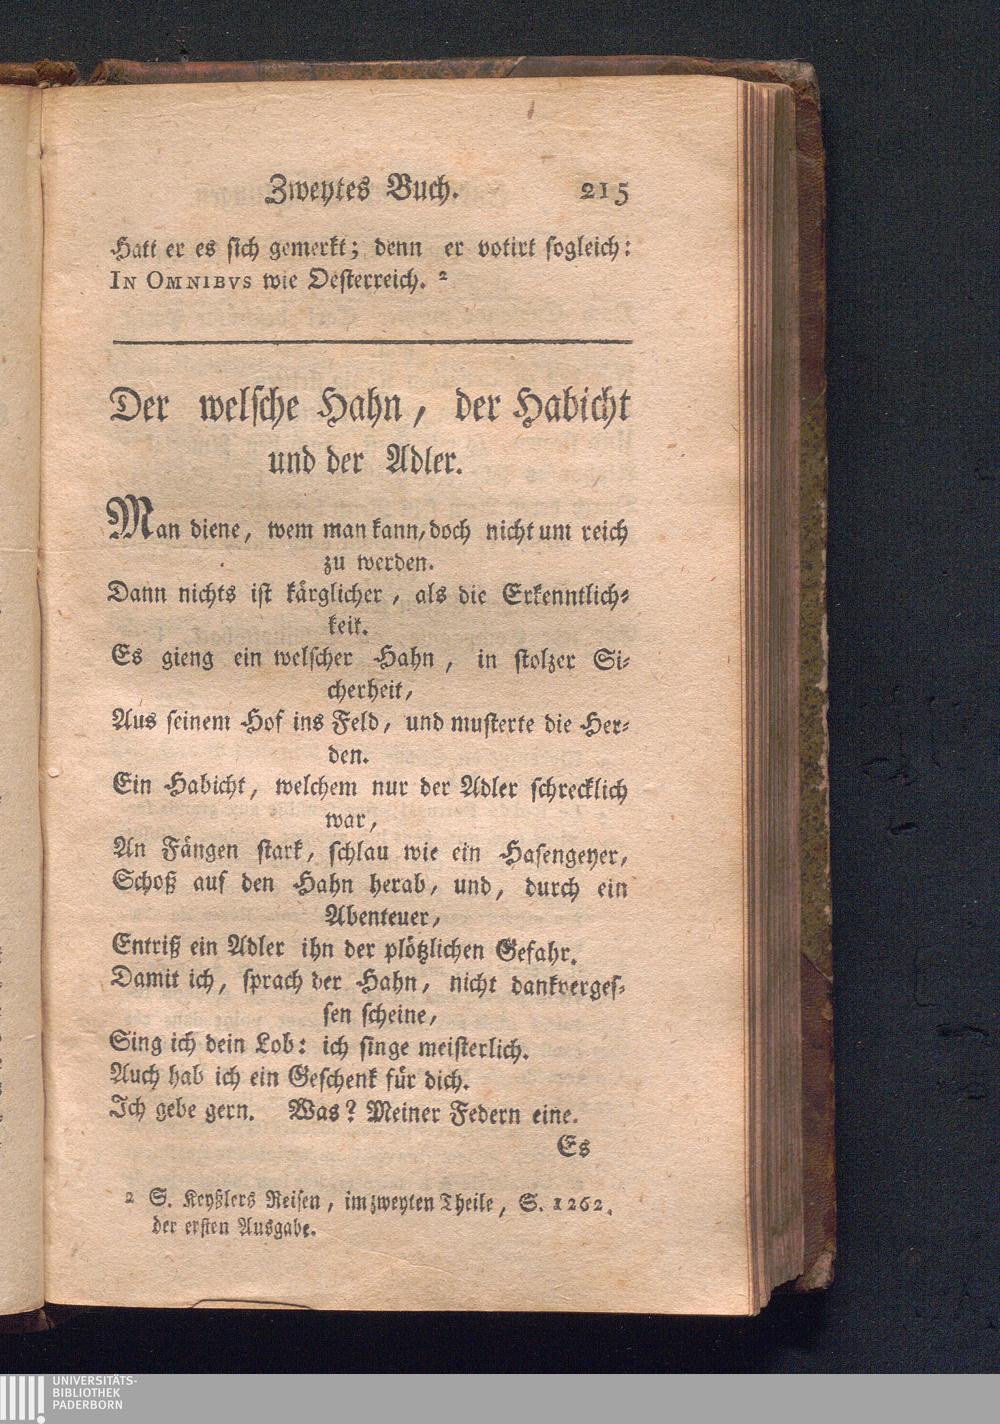 Zweytes Buch. 215
Hatt er es sich gemerkt; denn er votirt sogleich:
IN OMNIBVS wie Oesterreich. ²
Der welsche Hahn, der Habicht
und der Adler.
Man diene, wem man kann, doch nicht um reich
zu werden.
Dann nichts ist kärglicher, als die Erkenntlich-
keit.
Es gieng ein welscher Hahn, in stolzer Si-
cherheit,
Aus seinem Hof ins Feld, und musterte die Her-
den.
Ein Habicht, welchem nur der Adler schrecklich
war,
An Fängen stark, schlau wie ein Hasengeyer,
Schoß auf den Hahn herab, und, durch ein
Abenteuer,
Entriß ein Adler ihn der plötzlichen Gefahr.
Damit ich, sprach der Hahn, nicht dankverges-
sen scheine,
Sing ich dein Lob: ich singe meisterlich.
Auch hab ich ein Geschenk für dich.
Ich gebe gern. Was? Meiner Federn eine.
Es
2 S. Keyßlers Reisen, im zweyten Theile, S. 1262.
der ersten Ausgabe.
UNIVERSITÄTS-
BIBLIOTHEK
PADERBORN